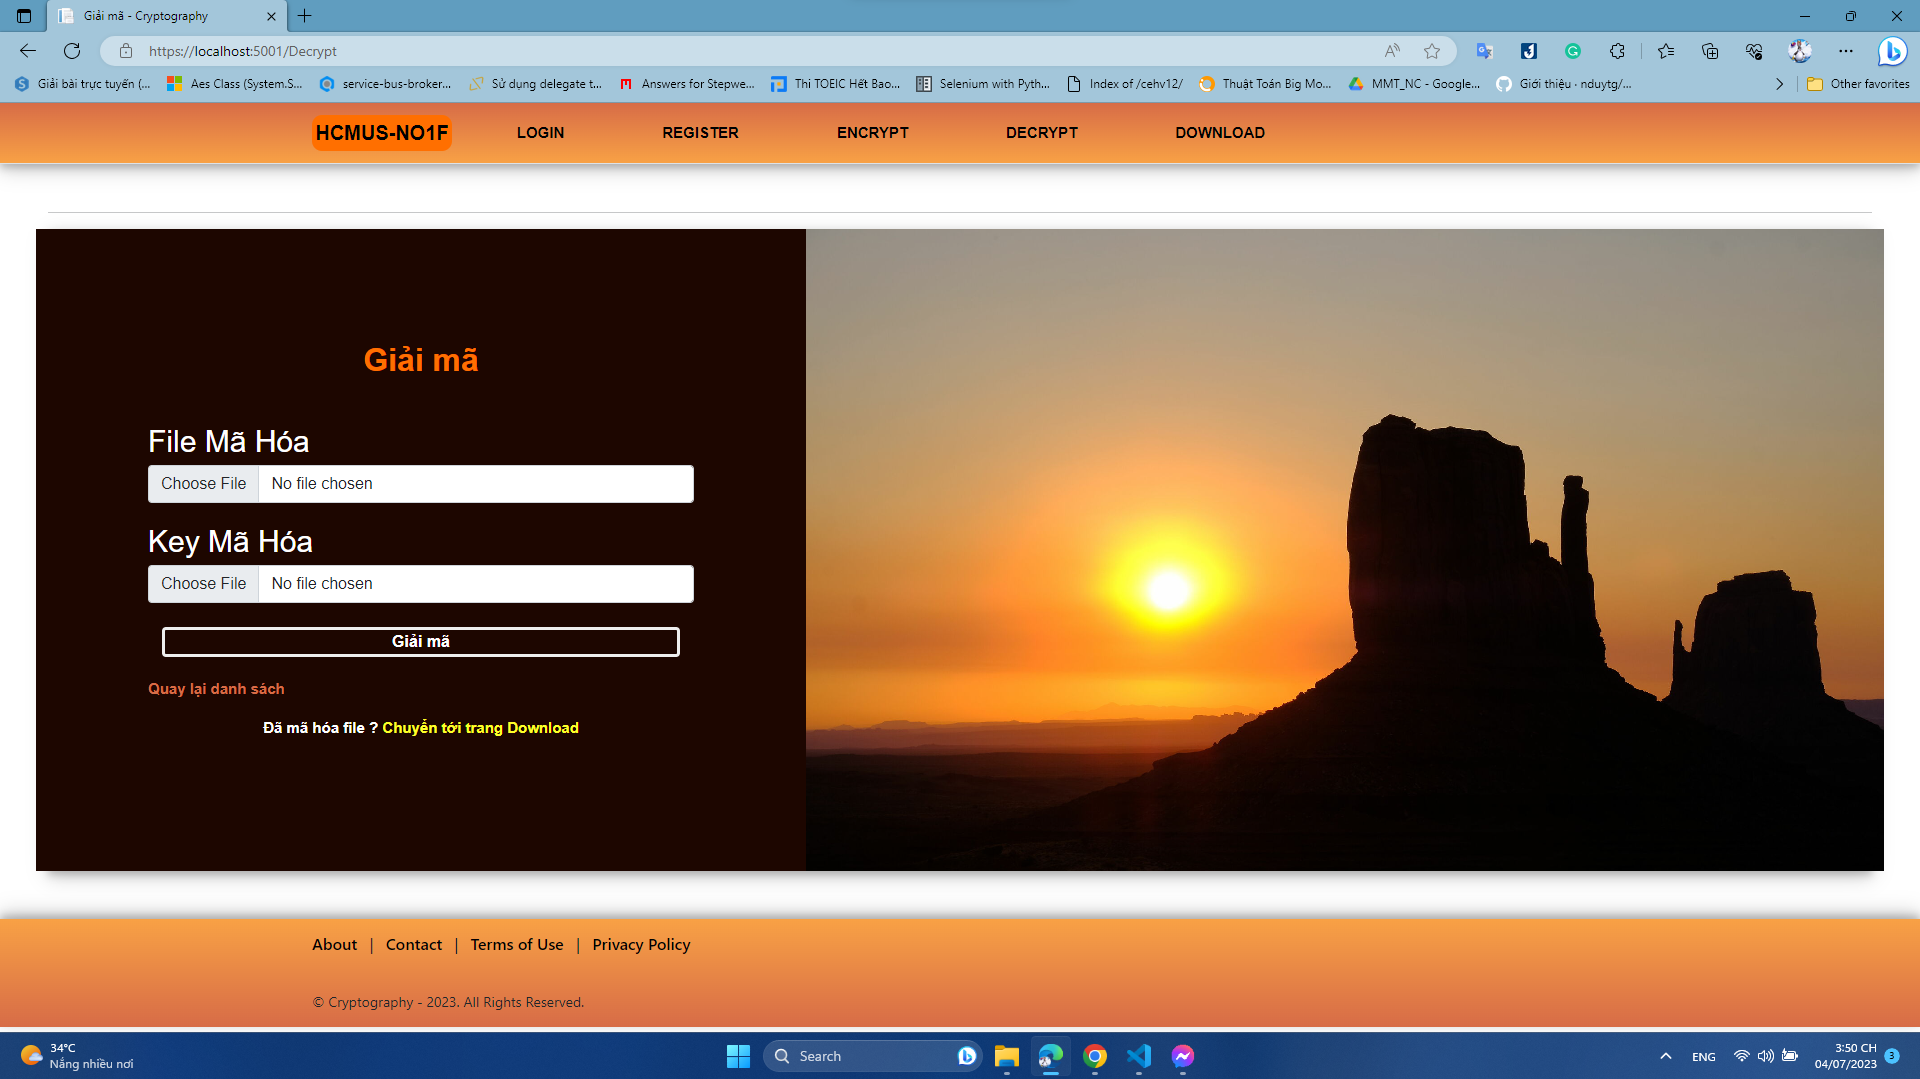 Giải mã - Cryptography
https://localhost:5001/Decrypt
Giải bài trực tuyến (...
Aes Class (System.S...
service-bus-broker...
Sử dụng delegate t...
Answers for Stepwe...
Thi TOEIC Hết Bao...
Selenium with Pyth...
Index of /cehv12/
Thuật Toán Big Mo...
MMT_NC - Google...
Giới thiệu · nduytg/...
Other favorites
HCMUS-NO1F
LOGIN
REGISTER
ENCRYPT
DECRYPT
DOWNLOAD
Giải mã
File Mã Hóa
Choose File No file chosen
Key Mã Hóa
Choose File No file chosen
Giải mã
Quay lại danh sách
Đã mã hóa file ? Chuyển tới trang Download
About | Contact | Terms of Use | Privacy Policy
© Cryptography - 2023. All Rights Reserved.
34°C
Nắng nhiều nơi
Search
ENG
3:50 CH
04/07/2023
3